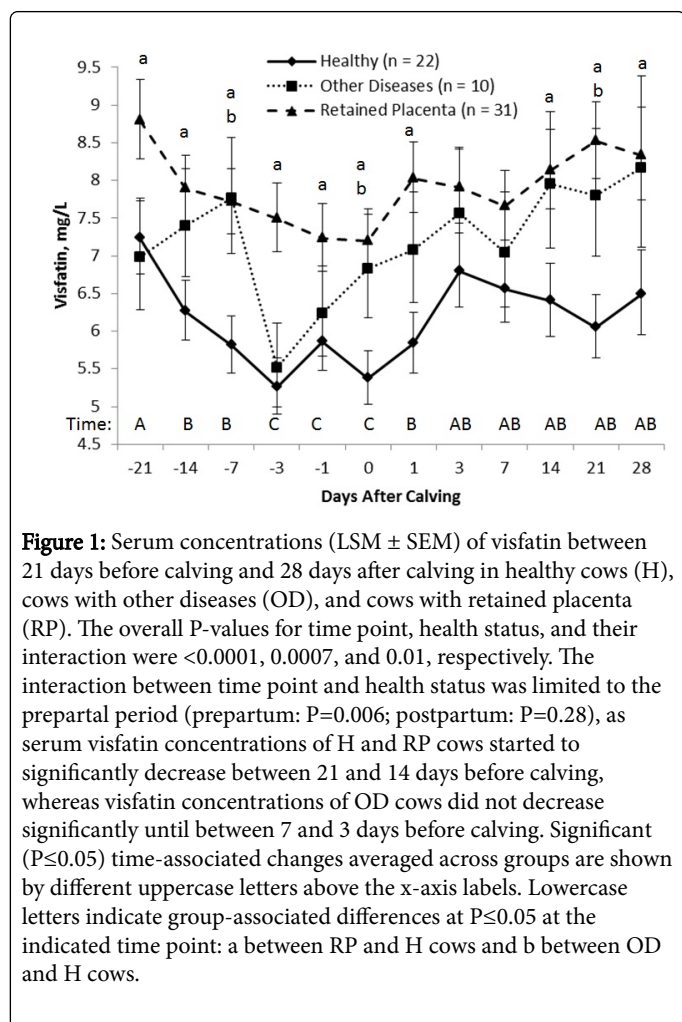 Healthy (n = 22)
Other Diseases (n = 10)
Retained Placenta (n = 31)
9.5
9
8.5
8
7.5
7
6.5
6
5.5
5
4.5
Visfatin, mg/L
a a a b a a a b a a a b a
Time: A B B C C C B AB AB AB AB AB
-21 -14 -7 -3 -1 0 1 3 7 14 21 28
Days After Calving
Figure 1: Serum concentrations (LSM ± SEM) of visfatin between
21 days before calving and 28 days after calving in healthy cows (H),
cows with other diseases (OD), and cows with retained placenta
(RP). The overall P-values for time point, health status, and their
interaction were <0.0001, 0.0007, and 0.01, respectively. The
interaction between time point and health status was limited to the
prepartal period (prepartum: P=0.006; postpartum: P=0.28), as
serum visfatin concentrations of H and RP cows started to
significantly decrease between 21 and 14 days before calving,
whereas visfatin concentrations of OD cows did not decrease
significantly until between 7 and 3 days before calving. Significant
(P≤0.05) time-associated changes averaged across groups are shown
by different uppercase letters above the x-axis labels. Lowercase
letters indicate group-associated differences at P≤0.05 at the
indicated time point: a between RP and H cows and b between OD
and H cows.